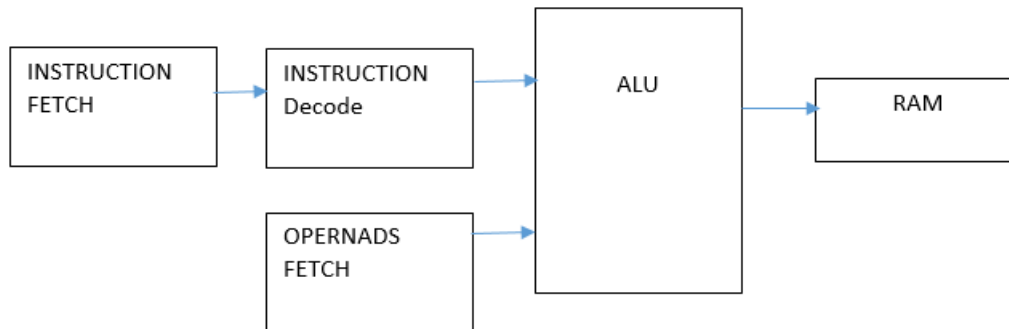 INSTRUCTION
FETCH
INSTRUCTION
Decode
ALU
RAM
OPERNADS
FETCH